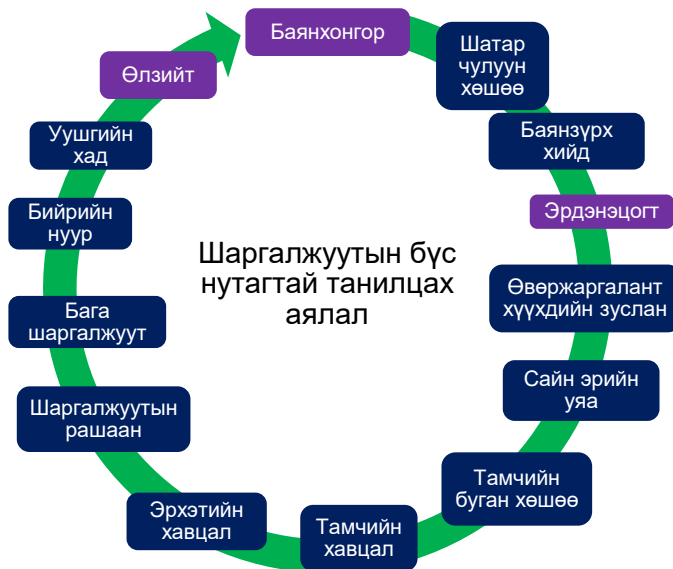 Баянхонгор
Шатар
чулуун
хөшөө
Баянзүрх
хийд
Эрдэнэцогт
Өвөржаргалант
хүүхдийн зуслан
Сайн эрийн
уяа
Тамчийн
буган хөшөө
Тамчийн
хавцал
Эрхэтийн
хавцал
Шаргалжуутын
рашаан
Бага
шаргалжуут
Бийрийн
нуур
Уушгийн
хад
Өлзийт
Шаргалжуутын бүс
нутагтай танилцах
аялал